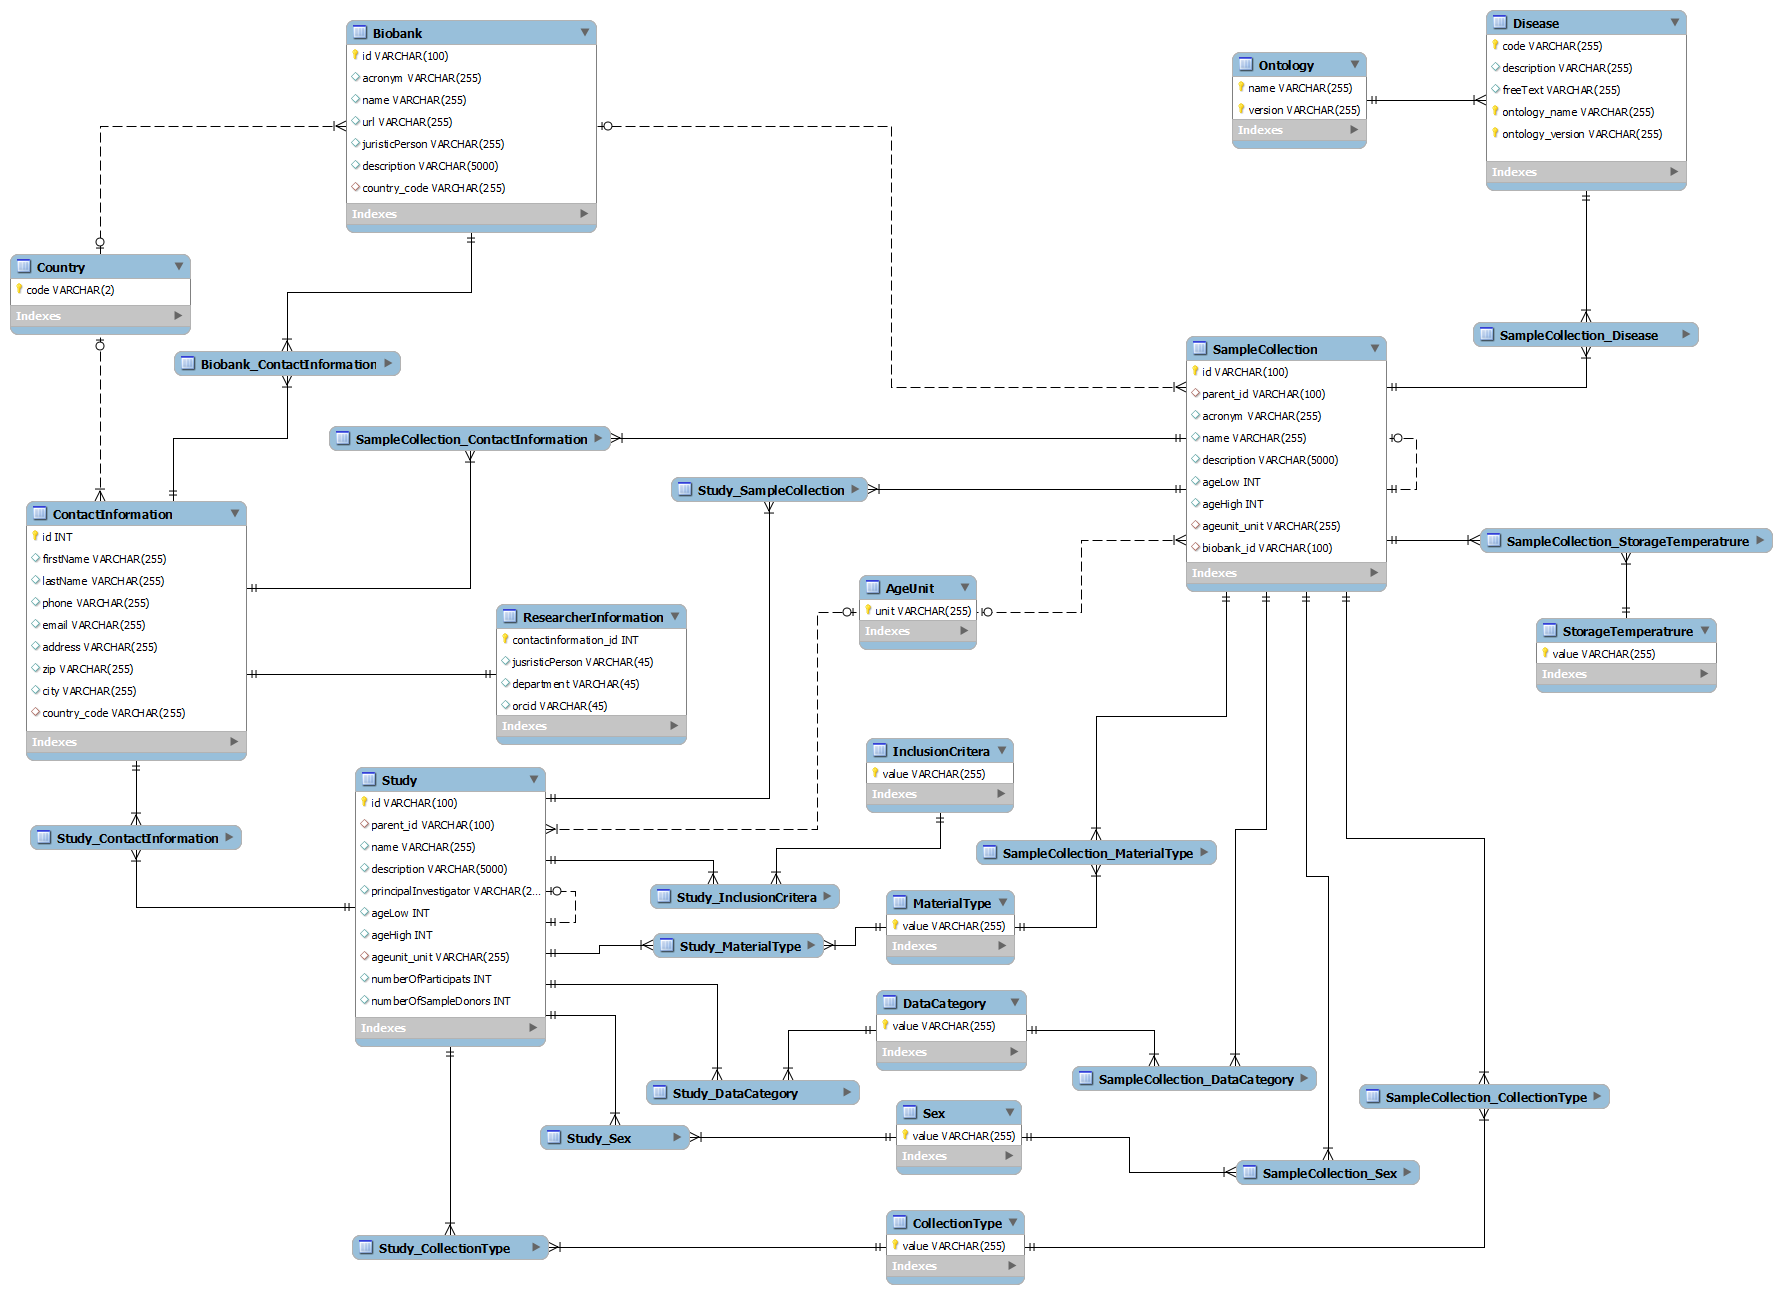 Biobank
id VARCHAR(100)
acronym VARCHAR(255)
name VARCHAR(255)
url VARCHAR(255)
juristicPerson VARCHAR(255)
description VARCHAR(5000)
country_code VARCHAR(255)
Indexes
Ontology
name VARCHAR(255)
version VARCHAR(255)
Indexes
Disease
code VARCHAR(255)
description VARCHAR(255)
freeText VARCHAR(255)
ontology_name VARCHAR(255)
ontology_version VARCHAR(255)
Indexes
Country
code VARCHAR(2)
Indexes
Biobank_ContactInformation
SampleCollection_Disease
SampleCollection
id VARCHAR(100)
parent_id VARCHAR(100)
acronym VARCHAR(255)
name VARCHAR(255)
description VARCHAR(5000)
ageLow INT
ageHigh INT
ageunit_unit VARCHAR(255)
biobank_id VARCHAR(100)
Indexes
SampleCollection_ContactInformation
Study_SampleCollection
ContactInformation
id INT
firstName VARCHAR(255)
lastName VARCHAR(255)
phone VARCHAR(255)
email VARCHAR(255)
address VARCHAR(255)
zip VARCHAR(255)
city VARCHAR(255)
country_code VARCHAR(255)
Indexes
SampleCollection_StorageTemperatrure
AgeUnit
unit VARCHAR(255)
Indexes
ResearcherInformation
contactinformation_id INT
jusristicPerson VARCHAR(45)
department VARCHAR(45)
orcid VARCHAR(45)
Indexes
StorageTemperatrure
value VARCHAR(255)
Indexes
InclusionCritera
value VARCHAR(255)
Indexes
Study
id VARCHAR(100)
parent_id VARCHAR(100)
name VARCHAR(255)
description VARCHAR(5000)
principalInvestigator VARCHAR(2...
ageLow INT
ageHigh INT
ageunit_unit VARCHAR(255)
numberOfParticipats INT
numberOfSampleDonors INT
Indexes
Study_ContactInformation
SampleCollection_MaterialType
Study_InclusionCritera
MaterialType
value VARCHAR(255)
Indexes
Study_MaterialType
DataCategory
value VARCHAR(255)
Indexes
SampleCollection_DataCategory
Study_DataCategory
SampleCollection_CollectionType
Sex
value VARCHAR(255)
Indexes
Study_Sex
SampleCollection_Sex
CollectionType
value VARCHAR(255)
Indexes
Study_CollectionType